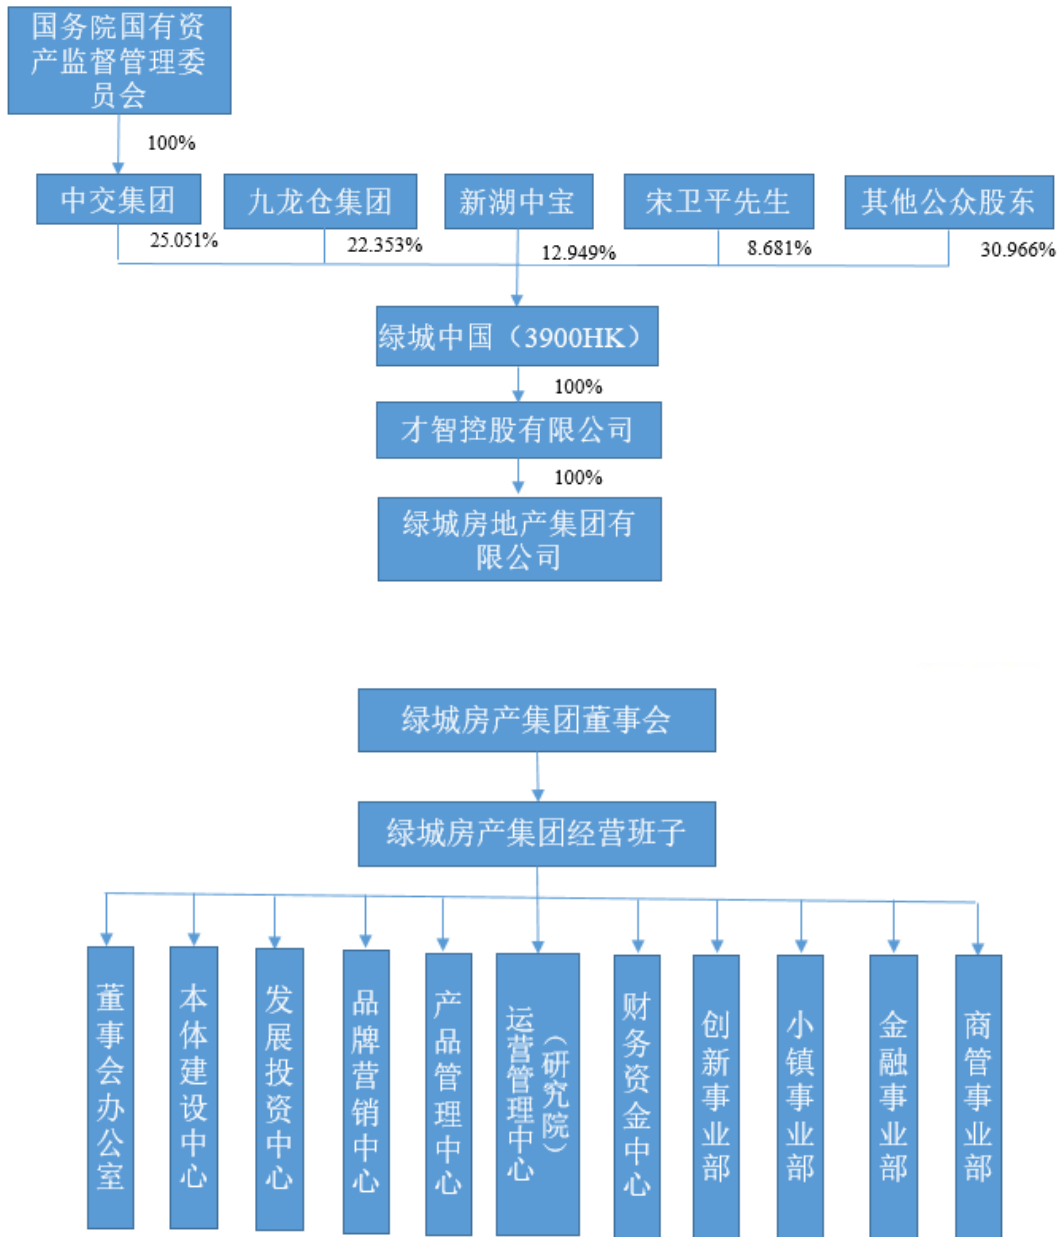 国务院国有资
产监督管理委
员会
100%
中交集团
九龙仓集团
新湖中宝
宋卫平先生
其他公众股东
25.051%
22.353%
12.949%
8.681%
30.966%
绿城中国（3900HK）
100%
才智控股有限公司
100%
绿城房地产集团有
限公司
绿城房产集团董事会
绿城房产集团经营班子
董事会办公室
本体建设中心
发展投资中心
品牌营销中心
产品管理中心
运营管理中心
（研究院）
财务资金中心
创新事业部
小镇事业部
金融事业部
商管事业部